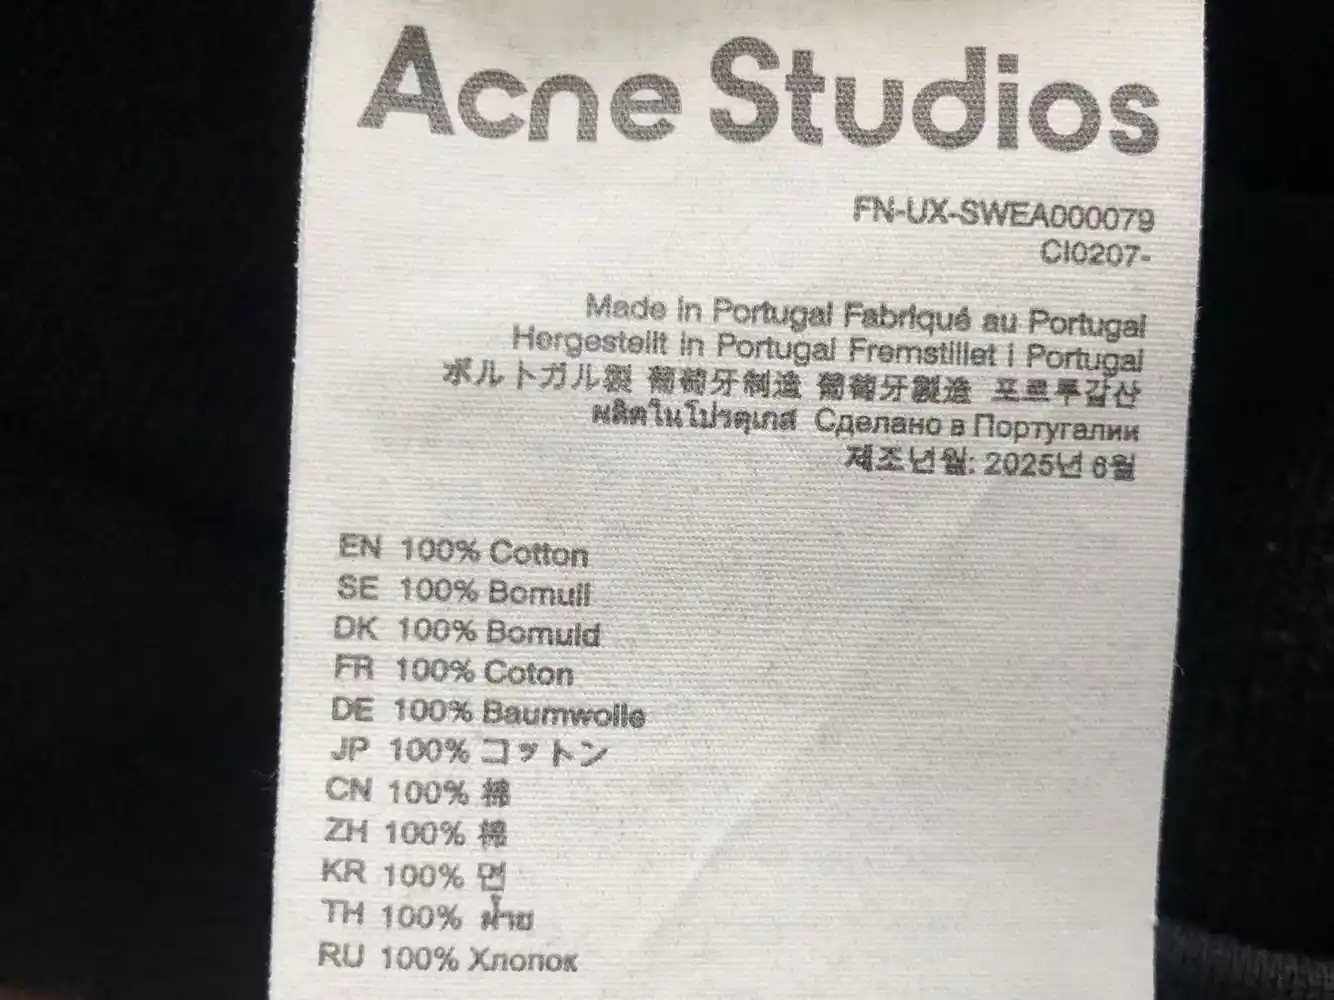 Acne Studios
FN-UX-SWEA000079
CI0207-
Made in Portugal Fabriqué au Portugal
Hergestellt in Portugal Fremstillet i Portugal
ポルトガル製 葡萄牙制造 葡萄牙製造 포르투갈산
ผลิตในโปรตุเกส Сделано в Португалии
제조년월: 2025년 6월
EN 100% Cotton
SE 100% Bomull
DK 100% Bomuld
FR 100% Coton
DE 100% Baumwolle
JP 100% コットン
CN 100% 棉
ZH 100% 棉
KR 100% 면
TH 100% ฝ้าย
RU 100% Хлопок